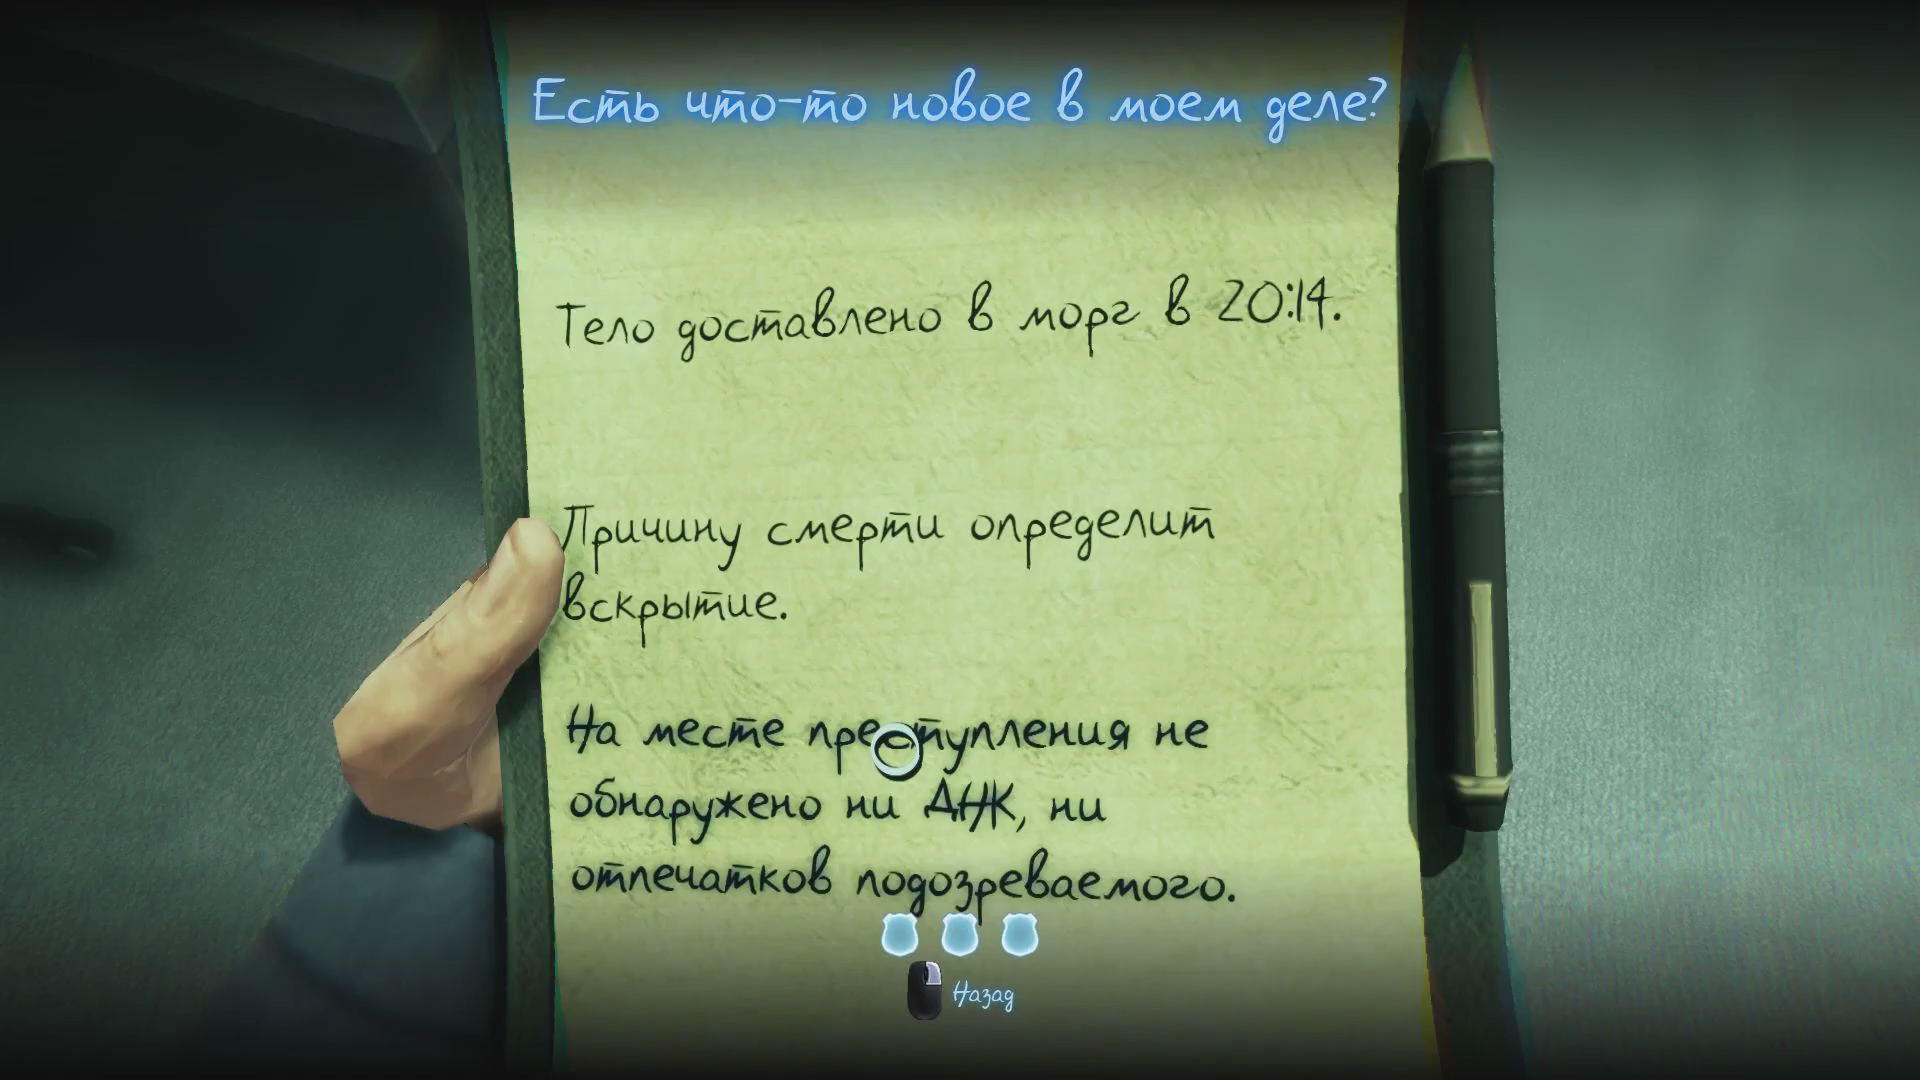 Есть что-то новое в моем деле?
Тело доставлено в морг в 20:14.
Причину смерти определит
вскрытие.
На месте преступления не
обнаружено ни ДНК, ни
отпечатков подозреваемого.
Назад